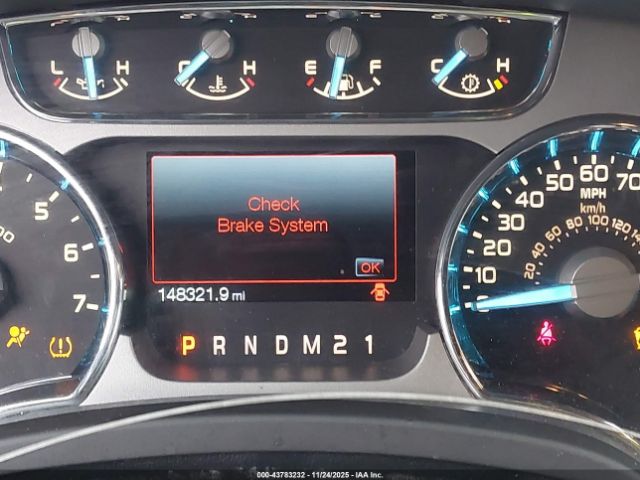 L H C H E F C H
Check
Brake System
OK
148321.9 mi
P R N D M 2 1
5
6
7
0
10
20
30
40
50
60
70
MPH
km/h
20 40 60 80 100 120 140
000-43783232 - 11/24/2025 - IAA Inc.